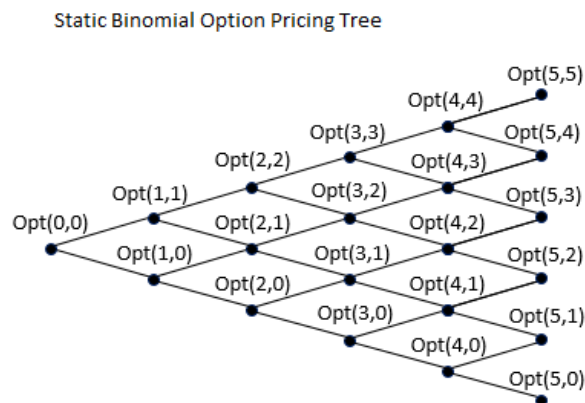 Static Binomial Option Pricing Tree
Opt(5,5)
Opt(4,4)
Opt(3,3)
Opt(5,4)
Opt(2,2)
Opt(4,3)
Opt(1,1)
Opt(3,2)
Opt(5,3)
Opt(0,0)
Opt(2,1)
Opt(4,2)
Opt(1,0)
Opt(3,1)
Opt(5,2)
Opt(2,0)
Opt(4,1)
Opt(3,0)
Opt(5,1)
Opt(4,0)
Opt(5,0)